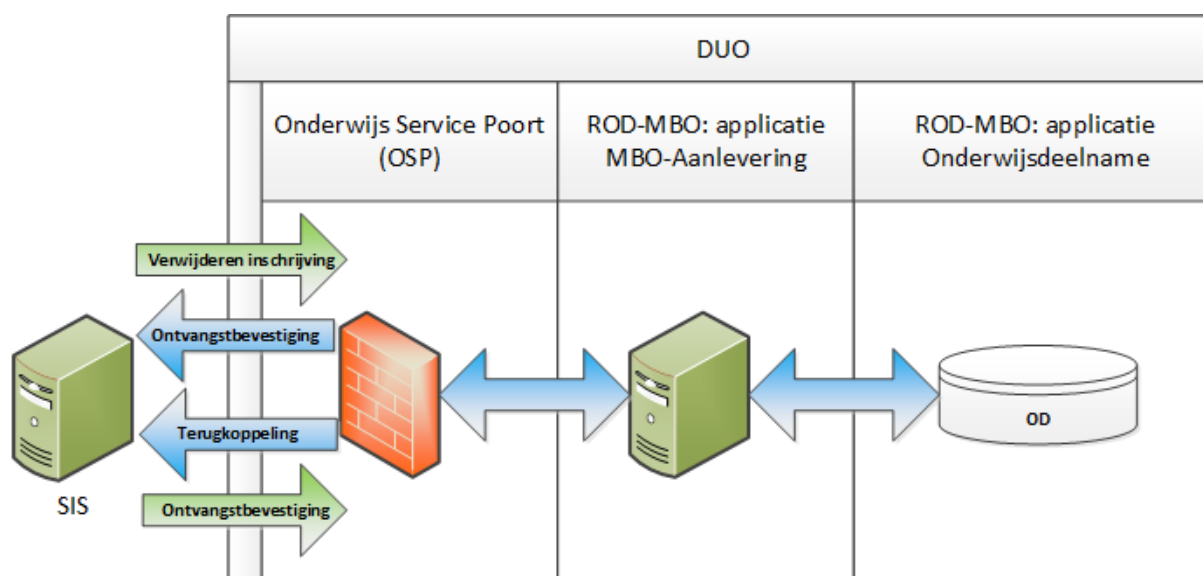 DUO
Onderwijs Service Poort
(OSP)
ROD-MBO: applicatie
MBO-Aanlevering
ROD-MBO: applicatie
Onderwijsdeelname
Verwijderen inschrijving
Ontvangstbevestiging
Terugkoppeling
Ontvangstbevestiging
SIS
OD